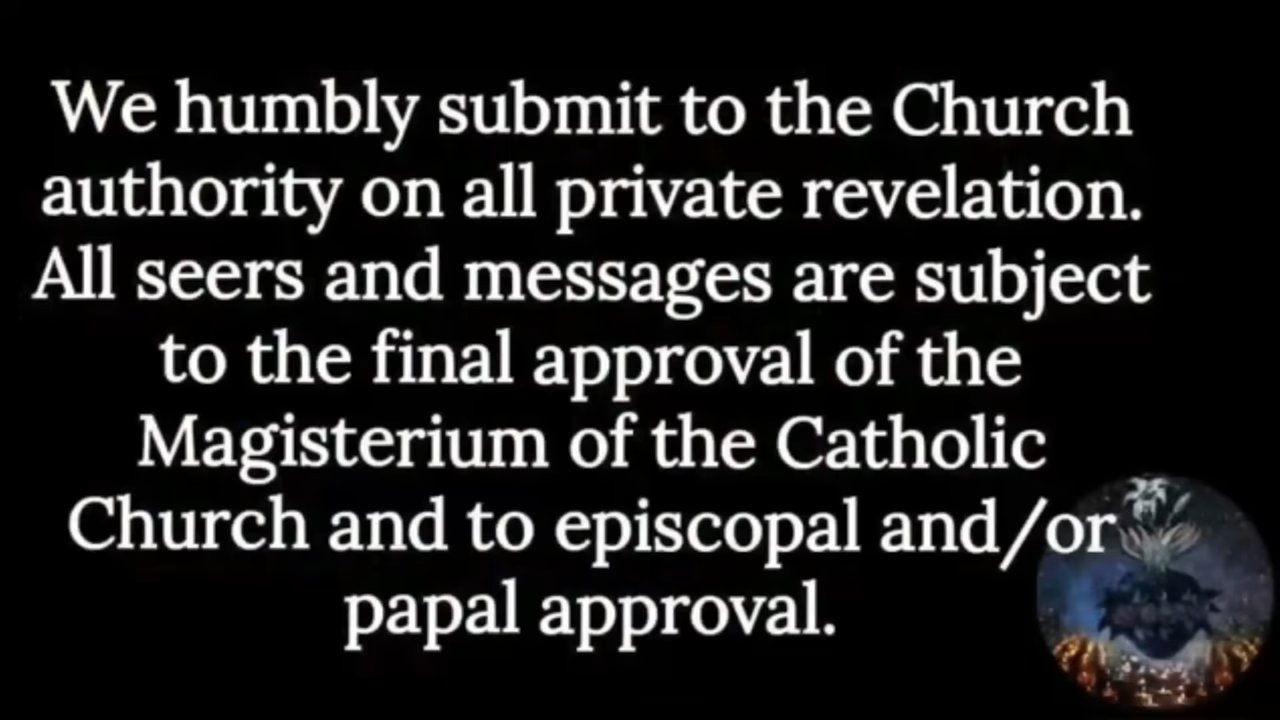 We humbly submit to the Church
authority on all private revelation.
All seers and messages are subject
to the final approval of the
Magisterium of the Catholic
Church and to episcopal and/or
papal approval.